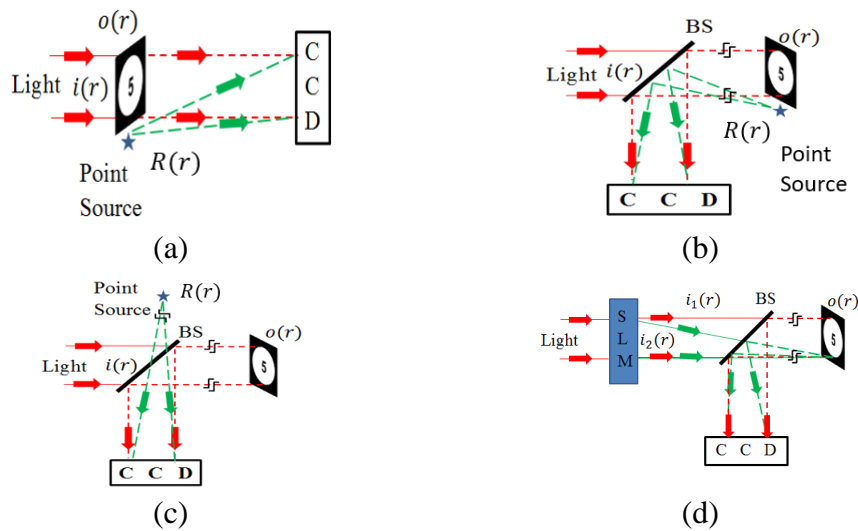 o(r)
Light i(r)
5
C
C
D
Point
Source
R(r)
(a)
BS
o(r)
Light
i(r)
5
R(r)
Point
Source
C C D
(b)
Point
Source
R(r)
BS
o(r)
i(r)
Light
5
C C D
(c)
i₁(r)
BS
o(r)
S
L
M
Light
i₂(r)
5
C C D
(d)